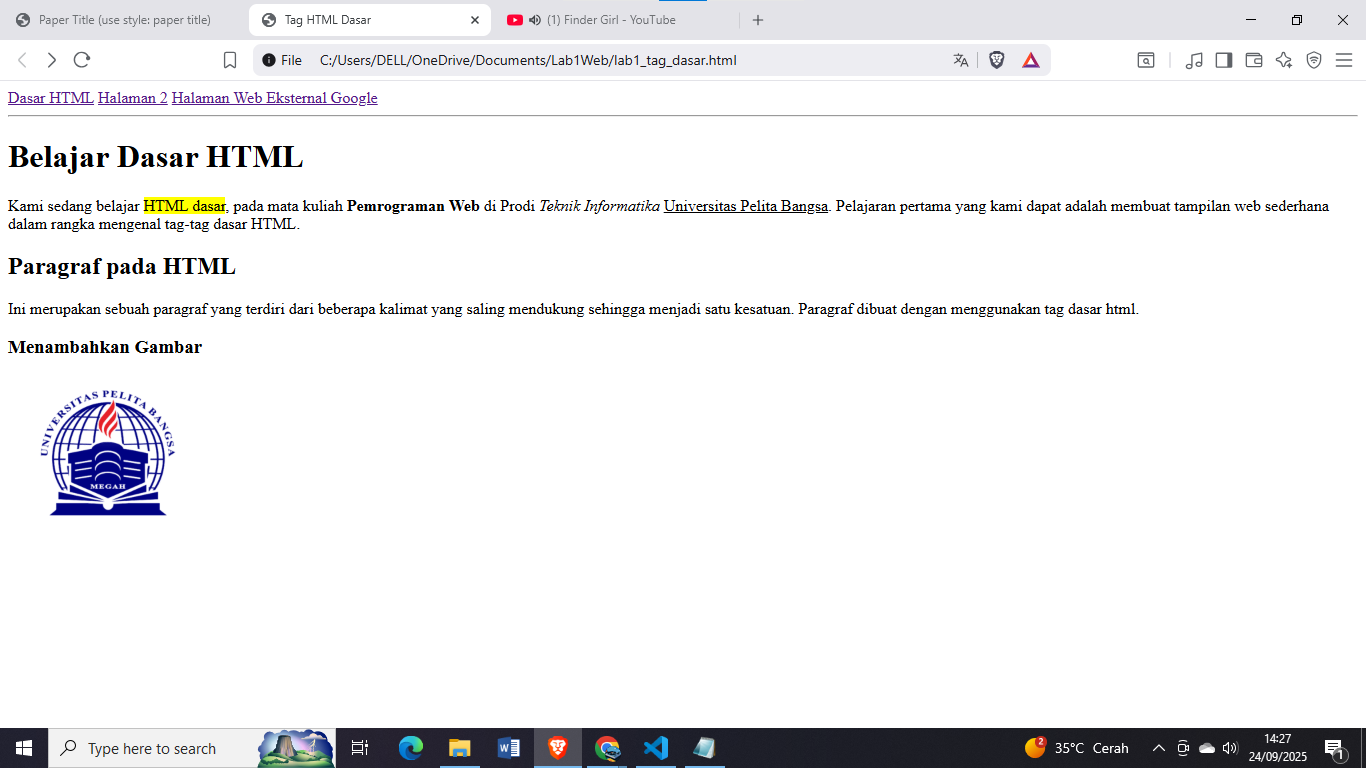 Paper Title (use style: paper title)
Tag HTML Dasar
(1) Finder Girl - YouTube
File C:/Users/DELL/OneDrive/Documents/Lab1Web/lab1_tag_dasar.html
Dasar HTML Halaman 2 Halaman Web Eksternal Google
Belajar Dasar HTML
Kami sedang belajar HTML dasar, pada mata kuliah Pemrograman Web di Prodi Teknik Informatika Universitas Pelita Bangsa. Pelajaran pertama yang kami dapat adalah membuat tampilan web sederhana
dalam rangka mengenal tag-tag dasar HTML.
Paragraf pada HTML
Ini merupakan sebuah paragraf yang terdiri dari beberapa kalimat yang saling mendukung sehingga menjadi satu kesatuan. Paragraf dibuat dengan menggunakan tag dasar html.
Menambahkan Gambar
UNIVERSITAS PELITA BANGSA
MEGAH
Type here to search
2
35°C Cerah
14:27
24/09/2025
1